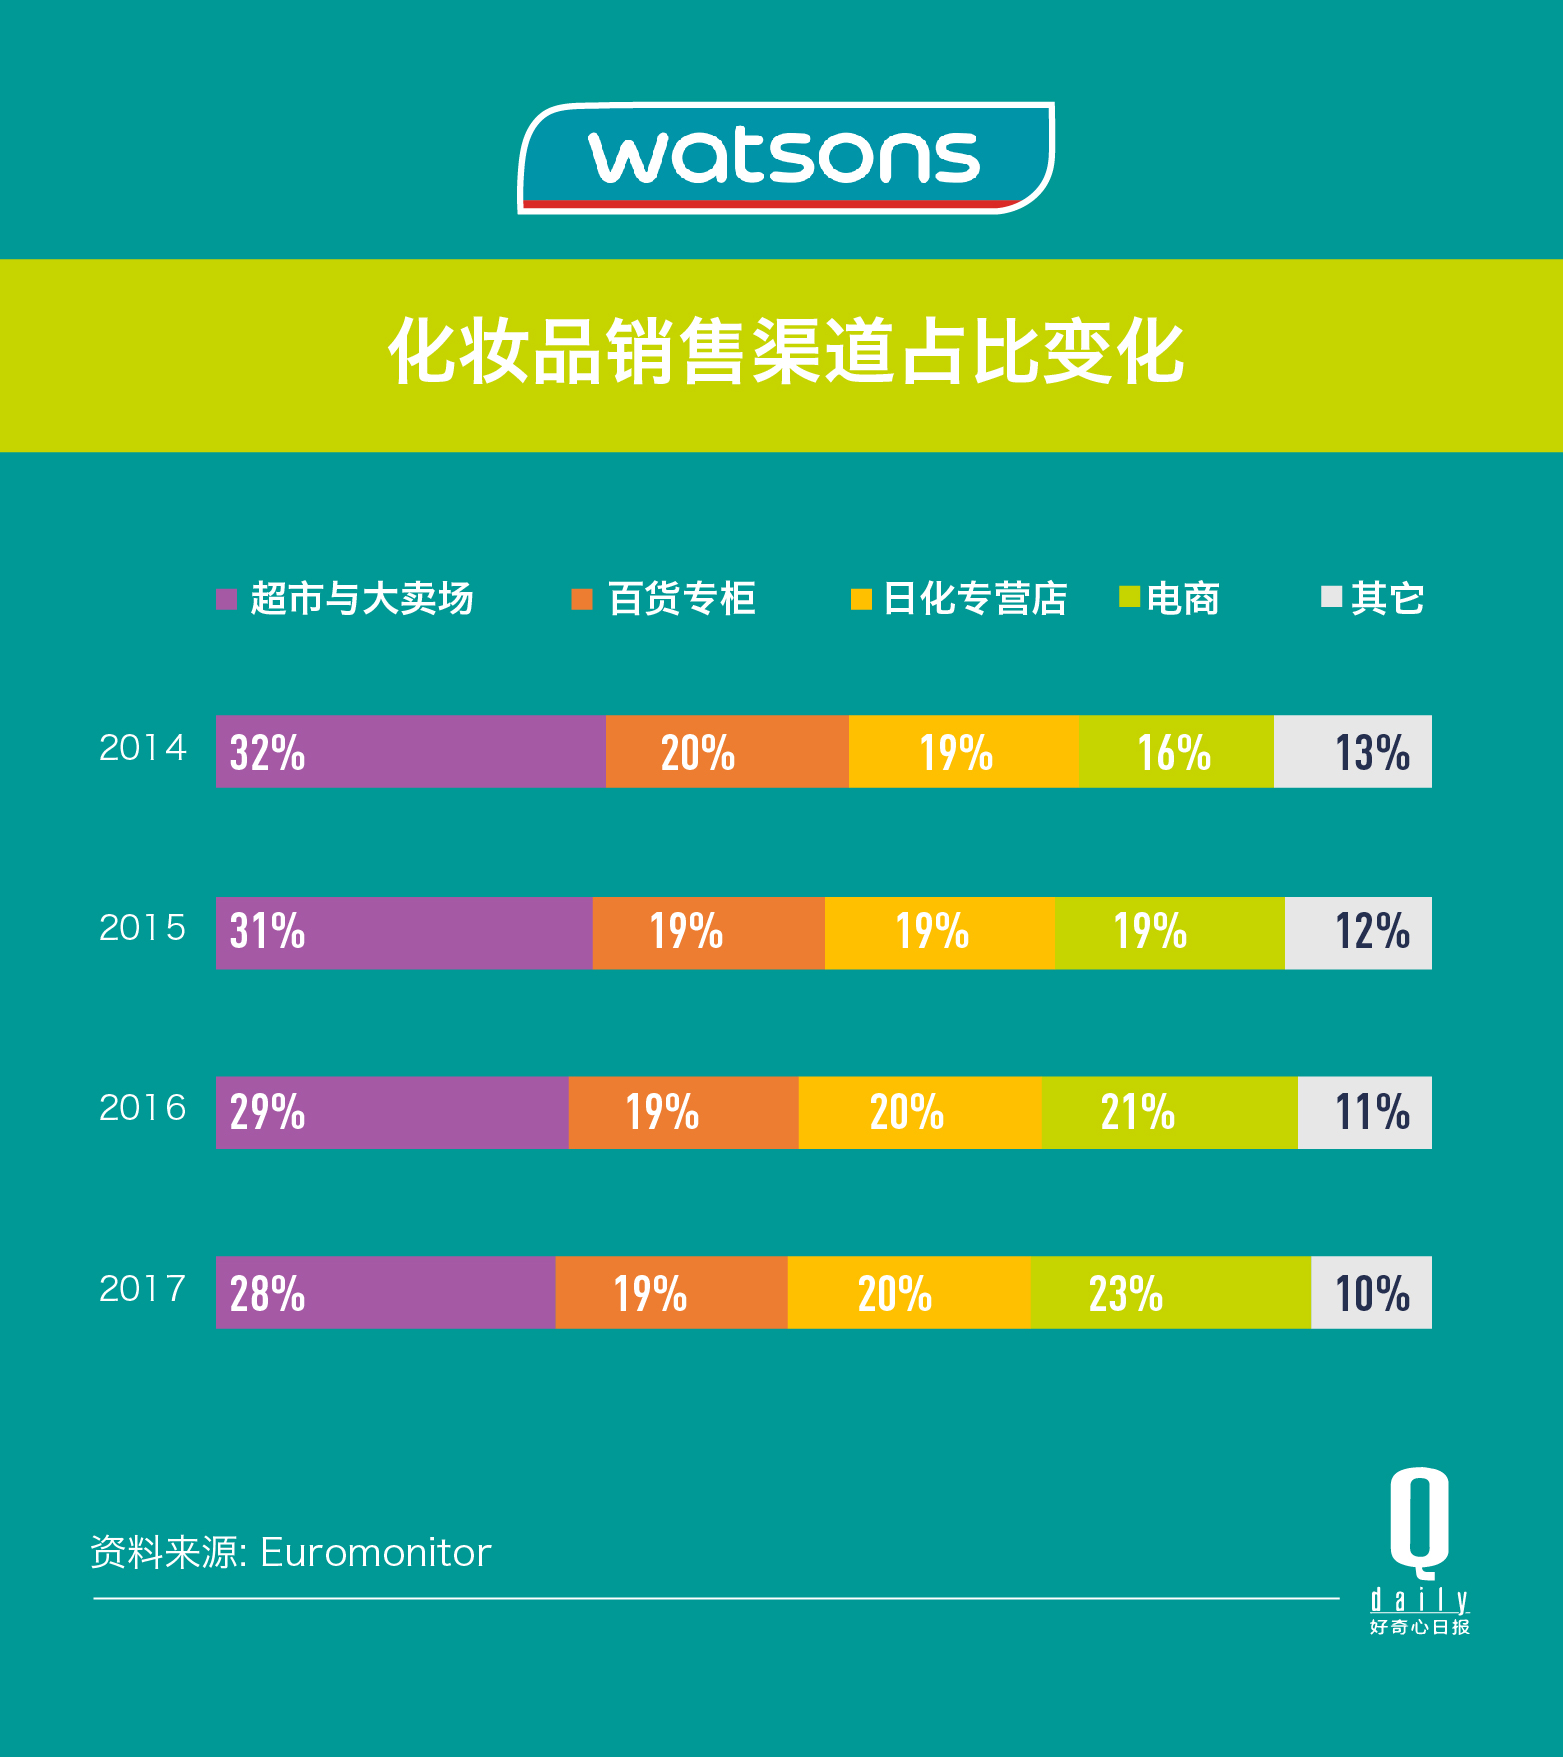 watsons
化妆品销售渠道占比变化
超市与大卖场 百货专柜 日化专营店 电商 其它
2014 32% 20% 19% 16% 13%
2015 31% 19% 19% 19% 12%
2016 29% 19% 20% 21% 11%
2017 28% 19% 20% 23% 10%
资料来源: Euromonitor
Q
daily
好奇心日报